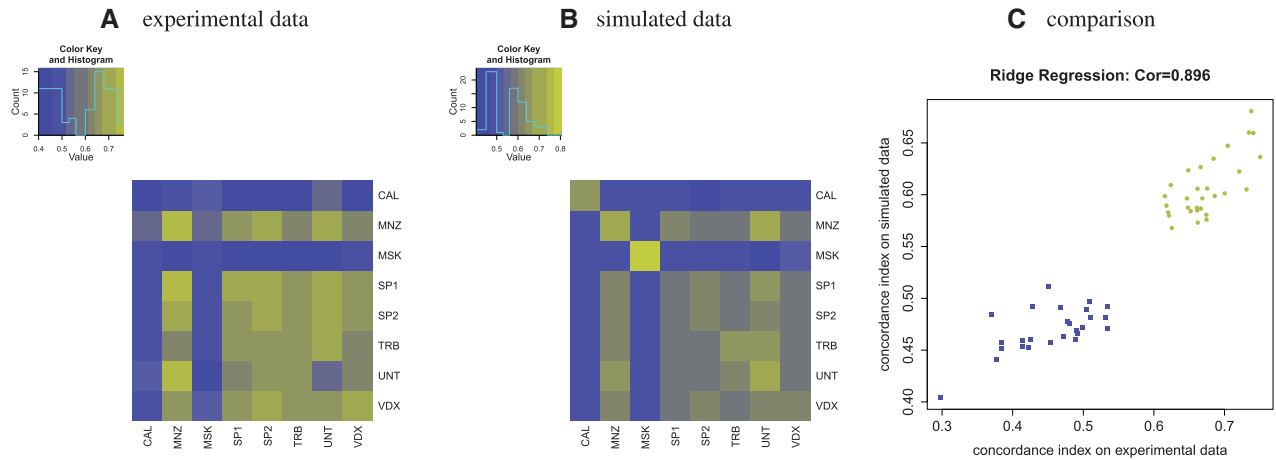 A experimental data
Color Key
and Histogram
Count
0 5 10 15
0.4 0.5 0.6 0.7
Value
CAL
MNZ
MSK
SP1
SP2
TRB
UNT
VDX
CAL MNZ MSK SP1 SP2 TRB UNT VDX
B simulated data
Color Key
and Histogram
Count
0 5 10 20
0.5 0.6 0.7 0.8
Value
CAL
MNZ
MSK
SP1
SP2
TRB
UNT
VDX
CAL MNZ MSK SP1 SP2 TRB UNT VDX
C comparison
Ridge Regression: Cor=0.896
concordance index on simulated data
0.40 0.45 0.50 0.55 0.60 0.65
0.3 0.4 0.5 0.6 0.7
concordance index on experimental data